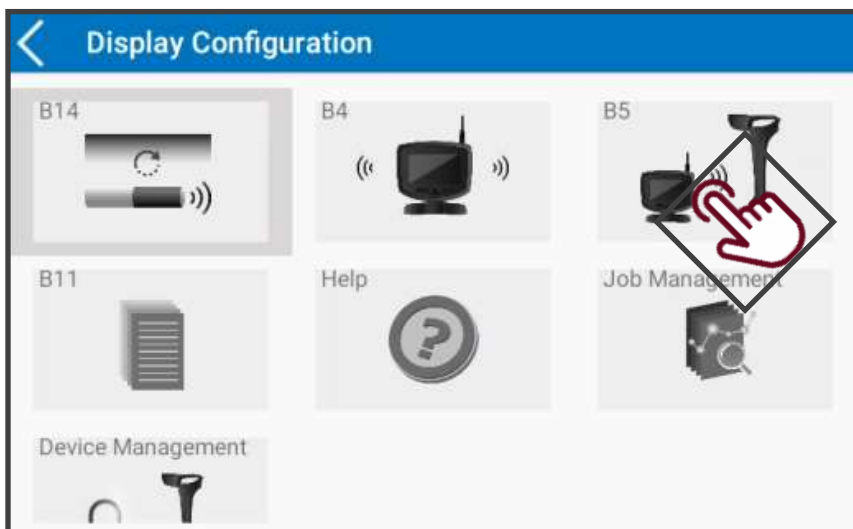 Display Configuration
B14
B4
B5
B11
Help
Job Management
Device Management